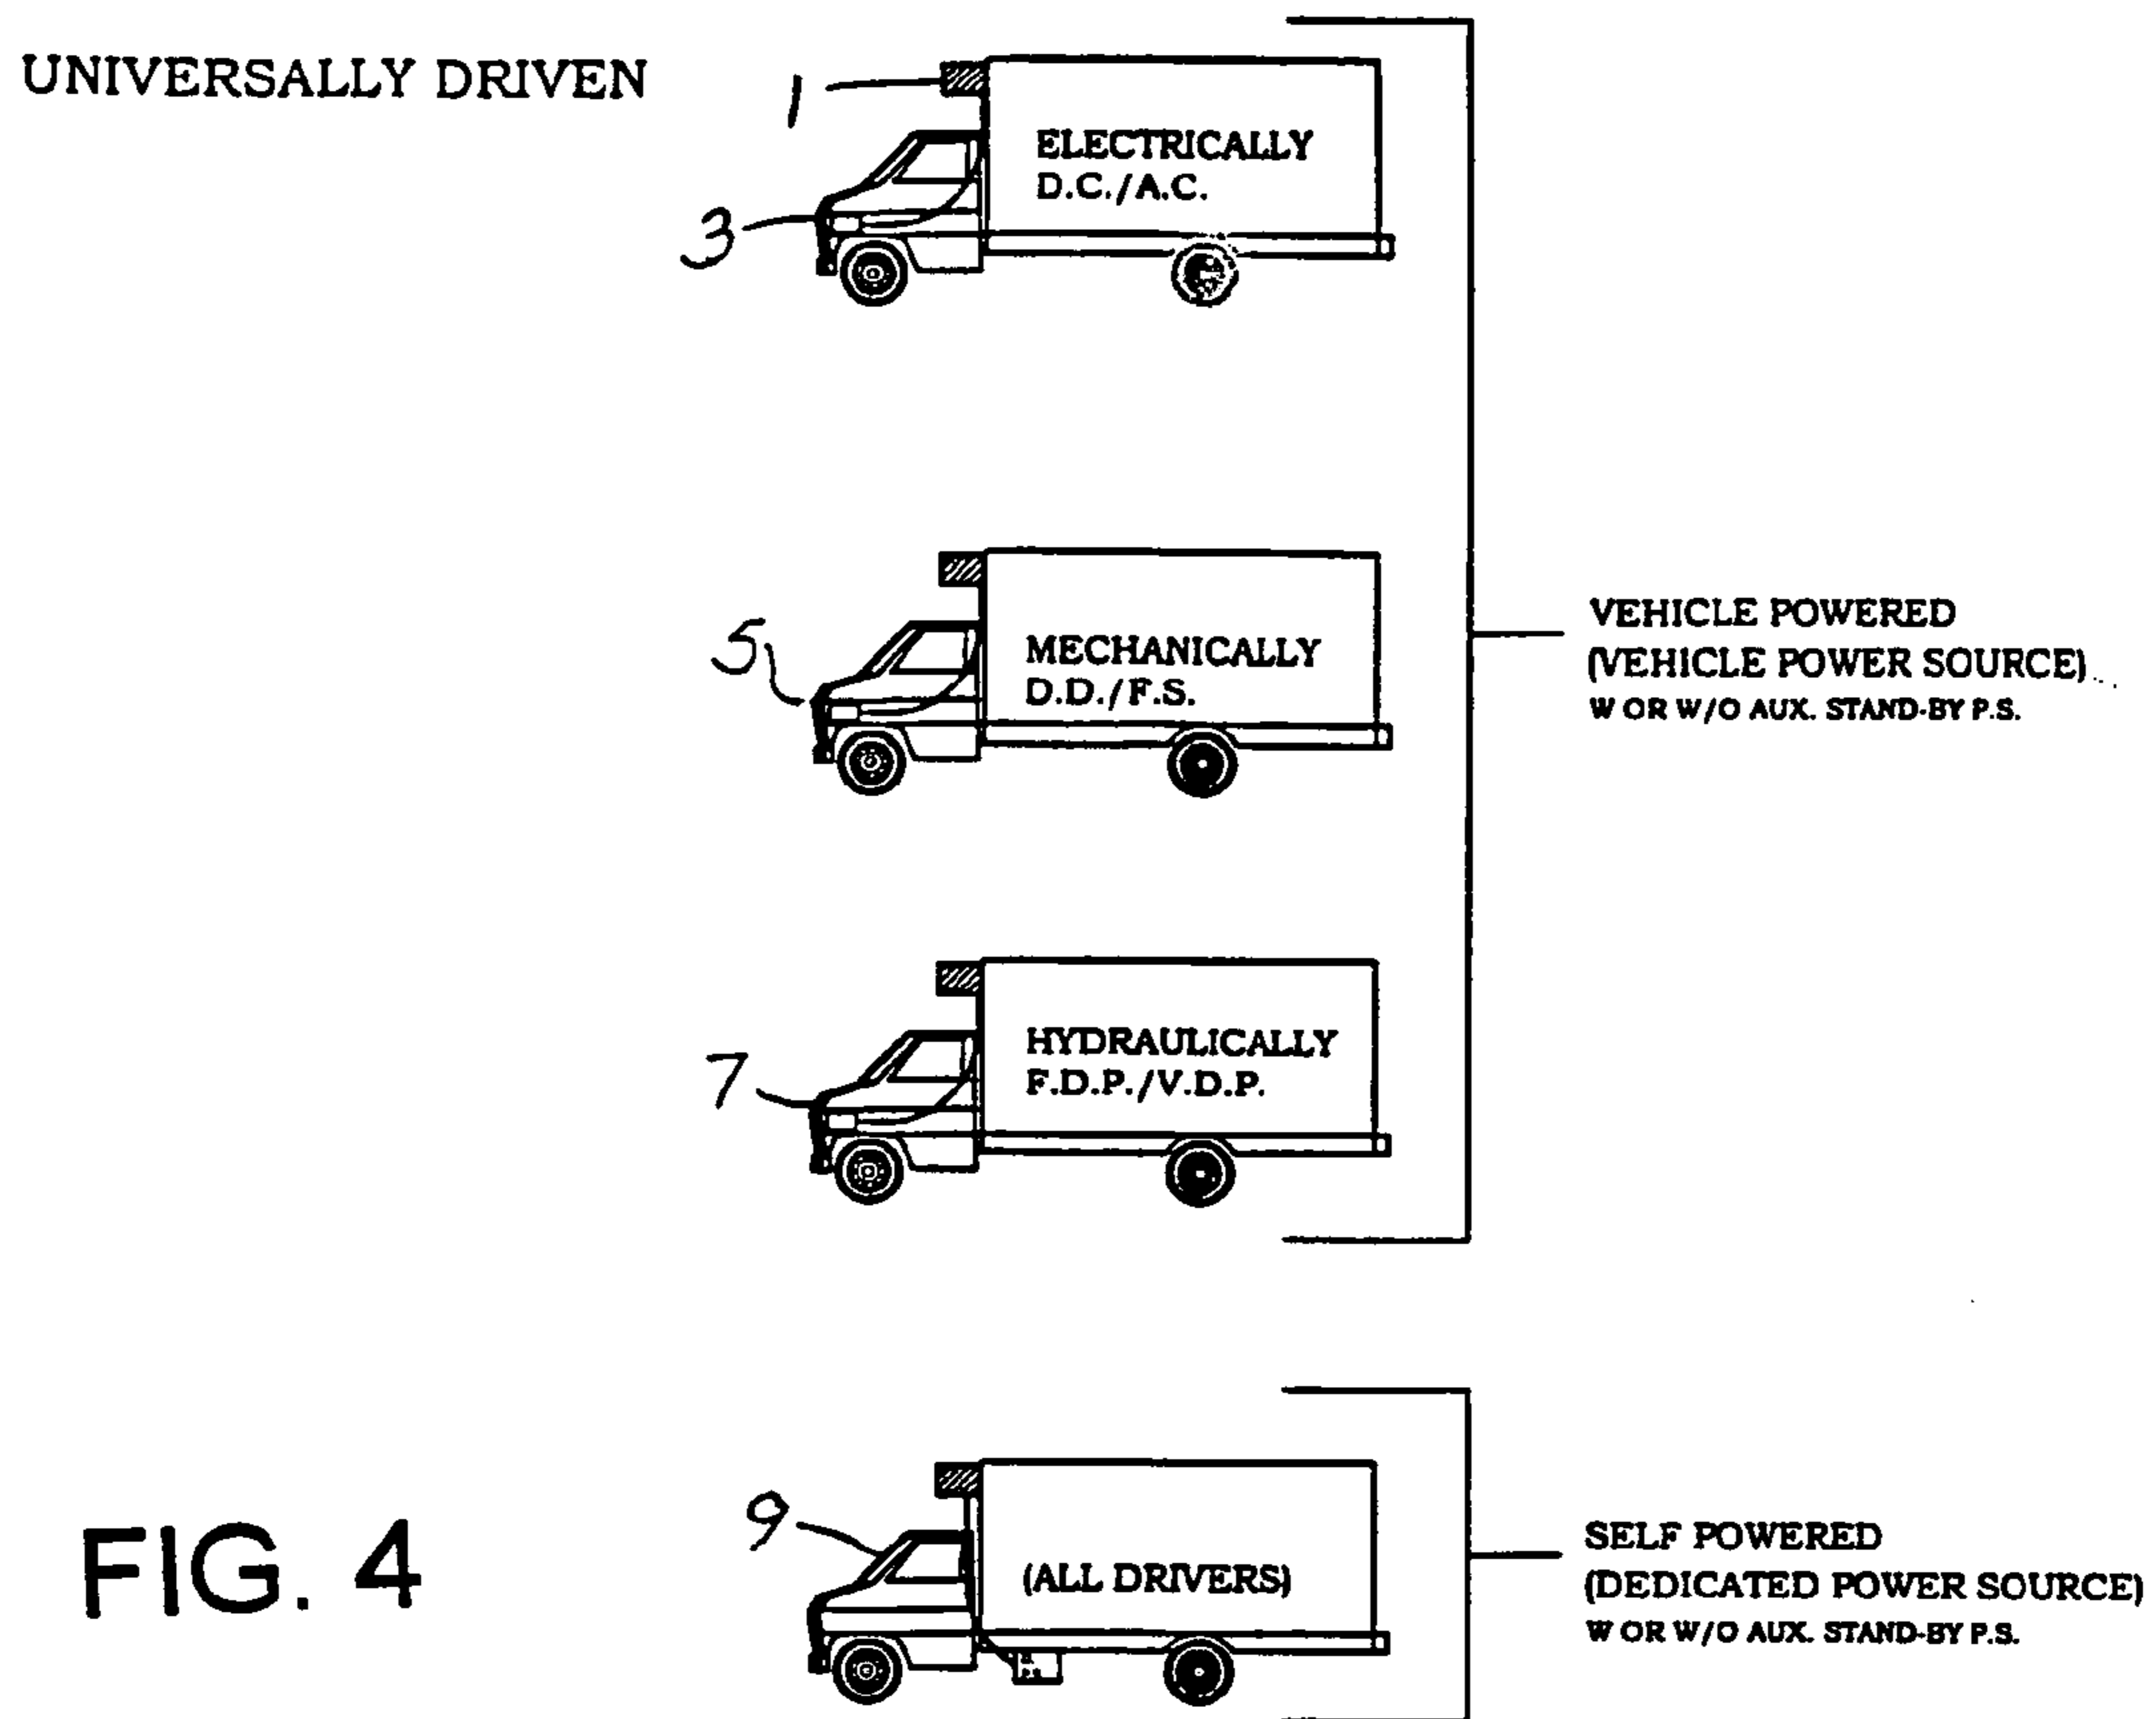 UNIVERSALLY DRIVEN
1
ELECTRICALLY
D.C./A.C.
3
5
MECHANICALLY
D.D./F.S.
VEHICLE POWERED
(VEHICLE POWER SOURCE)
W OR W/O AUX. STAND-BY P.S.
7
HYDRAULICALLY
F.D.P./V.D.P.
9
(ALL DRIVERS)
SELF POWERED
(DEDICATED POWER SOURCE)
W OR W/O AUX. STAND-BY P.S.
FIG. 4